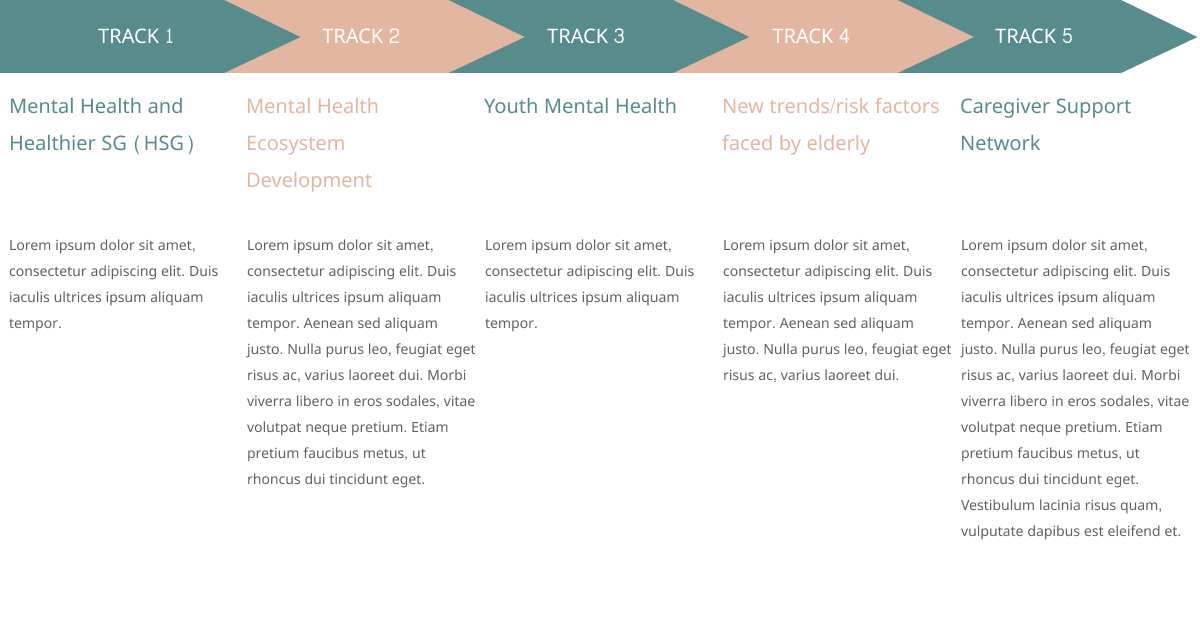 TRACK 1
TRACK 2
TRACK 3
TRACK 4
TRACK 5
Mental Health and
Healthier SG (HSG)
Mental Health
Ecosystem
Development
Youth Mental Health
New trends/risk factors
faced by elderly
Caregiver Support
Network
Lorem ipsum dolor sit amet,
consectetur adipiscing elit. Duis
iaculis ultrices ipsum aliquam
tempor.
Lorem ipsum dolor sit amet,
consectetur adipiscing elit. Duis
iaculis ultrices ipsum aliquam
tempor. Aenean sed aliquam
justo. Nulla purus leo, feugiat eget
risus ac, varius laoreet dui. Morbi
viverra libero in eros sodales, vitae
volutpat neque pretium. Etiam
pretium faucibus metus, ut
rhoncus dui tincidunt eget.
Lorem ipsum dolor sit amet,
consectetur adipiscing elit. Duis
iaculis ultrices ipsum aliquam
tempor.
Lorem ipsum dolor sit amet,
consectetur adipiscing elit. Duis
iaculis ultrices ipsum aliquam
tempor. Aenean sed aliquam
justo. Nulla purus leo, feugiat eget
risus ac, varius laoreet dui.
Lorem ipsum dolor sit amet,
consectetur adipiscing elit. Duis
iaculis ultrices ipsum aliquam
tempor. Aenean sed aliquam
justo. Nulla purus leo, feugiat eget
risus ac, varius laoreet dui. Morbi
viverra libero in eros sodales, vitae
volutpat neque pretium. Etiam
pretium faucibus metus, ut
rhoncus dui tincidunt eget.
Vestibulum lacinia risus quam,
vulputate dapibus est eleifend et.